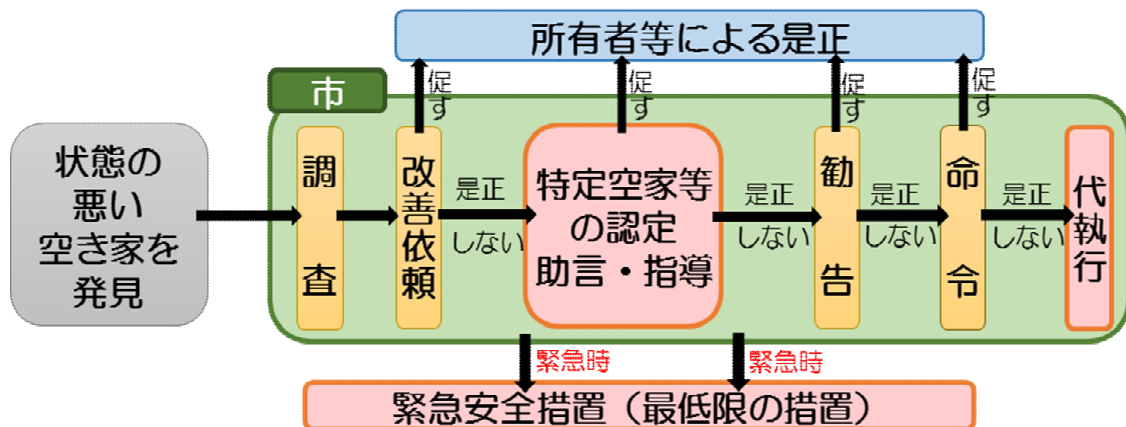 所有者等による是正
市
促す
促す
促す
促す
状態の
悪い
空き家を
発見
調査
改善依頼
是正
しない
特定空家等
の認定
助言・指導
是正
しない
勧告
是正
しない
命令
是正
しない
代執行
緊急時
緊急時
緊急安全措置（最低限の措置）